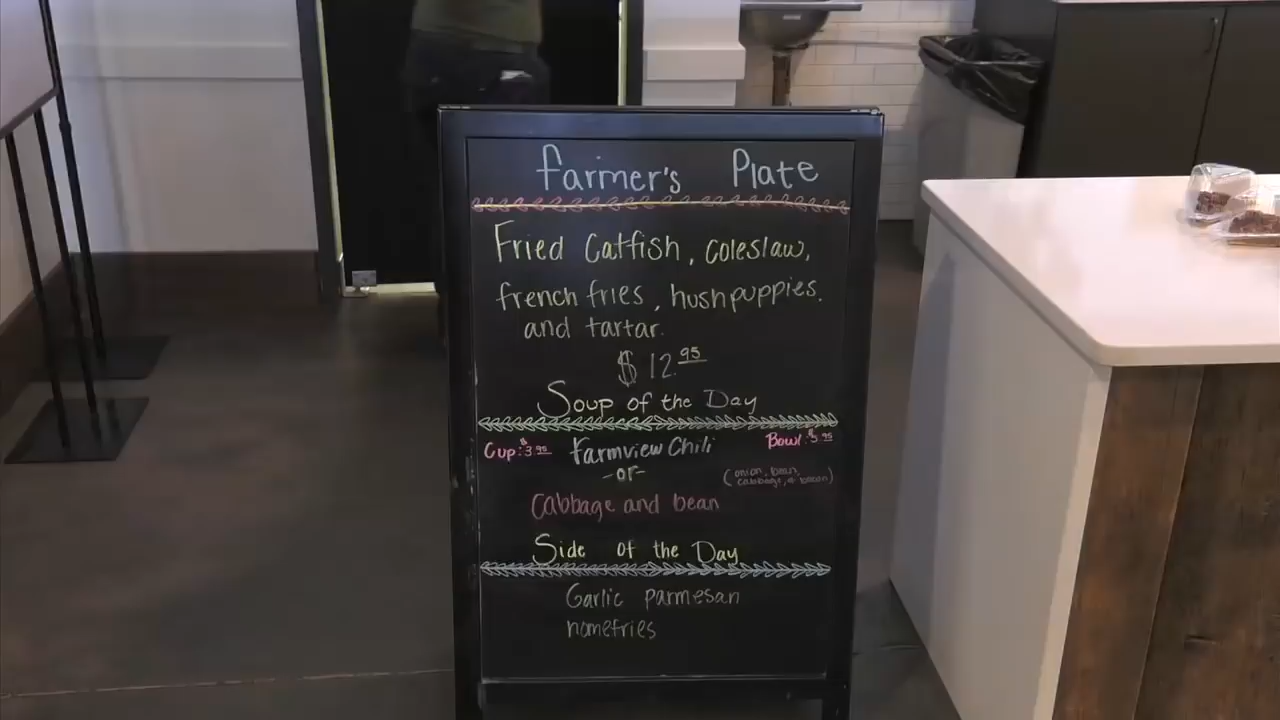 farmer's Plate
Fried Catfish, coleslaw,
french fries, hushpuppies.
and tartar.
$12.95
Soup of the Day
Cup: $3.95 Farmview Chili Bowl: $5.95
-or-
(onion, bean,
cabbage, & bacon)
Cabbage and bean
Side of the Day
Garlic parmesan
homefries